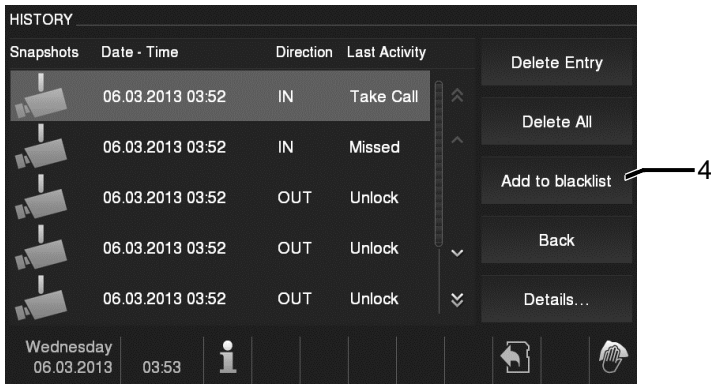 HISTORY
Snapshots Date - Time Direction Last Activity
06.03.2013 03:52 IN Take Call
06.03.2013 03:52 IN Missed
06.03.2013 03:52 OUT Unlock
06.03.2013 03:52 OUT Unlock
06.03.2013 03:52 OUT Unlock
Delete Entry
Delete All
Add to blacklist
4
Back
Details...
Wednesday
06.03.2013 03:53